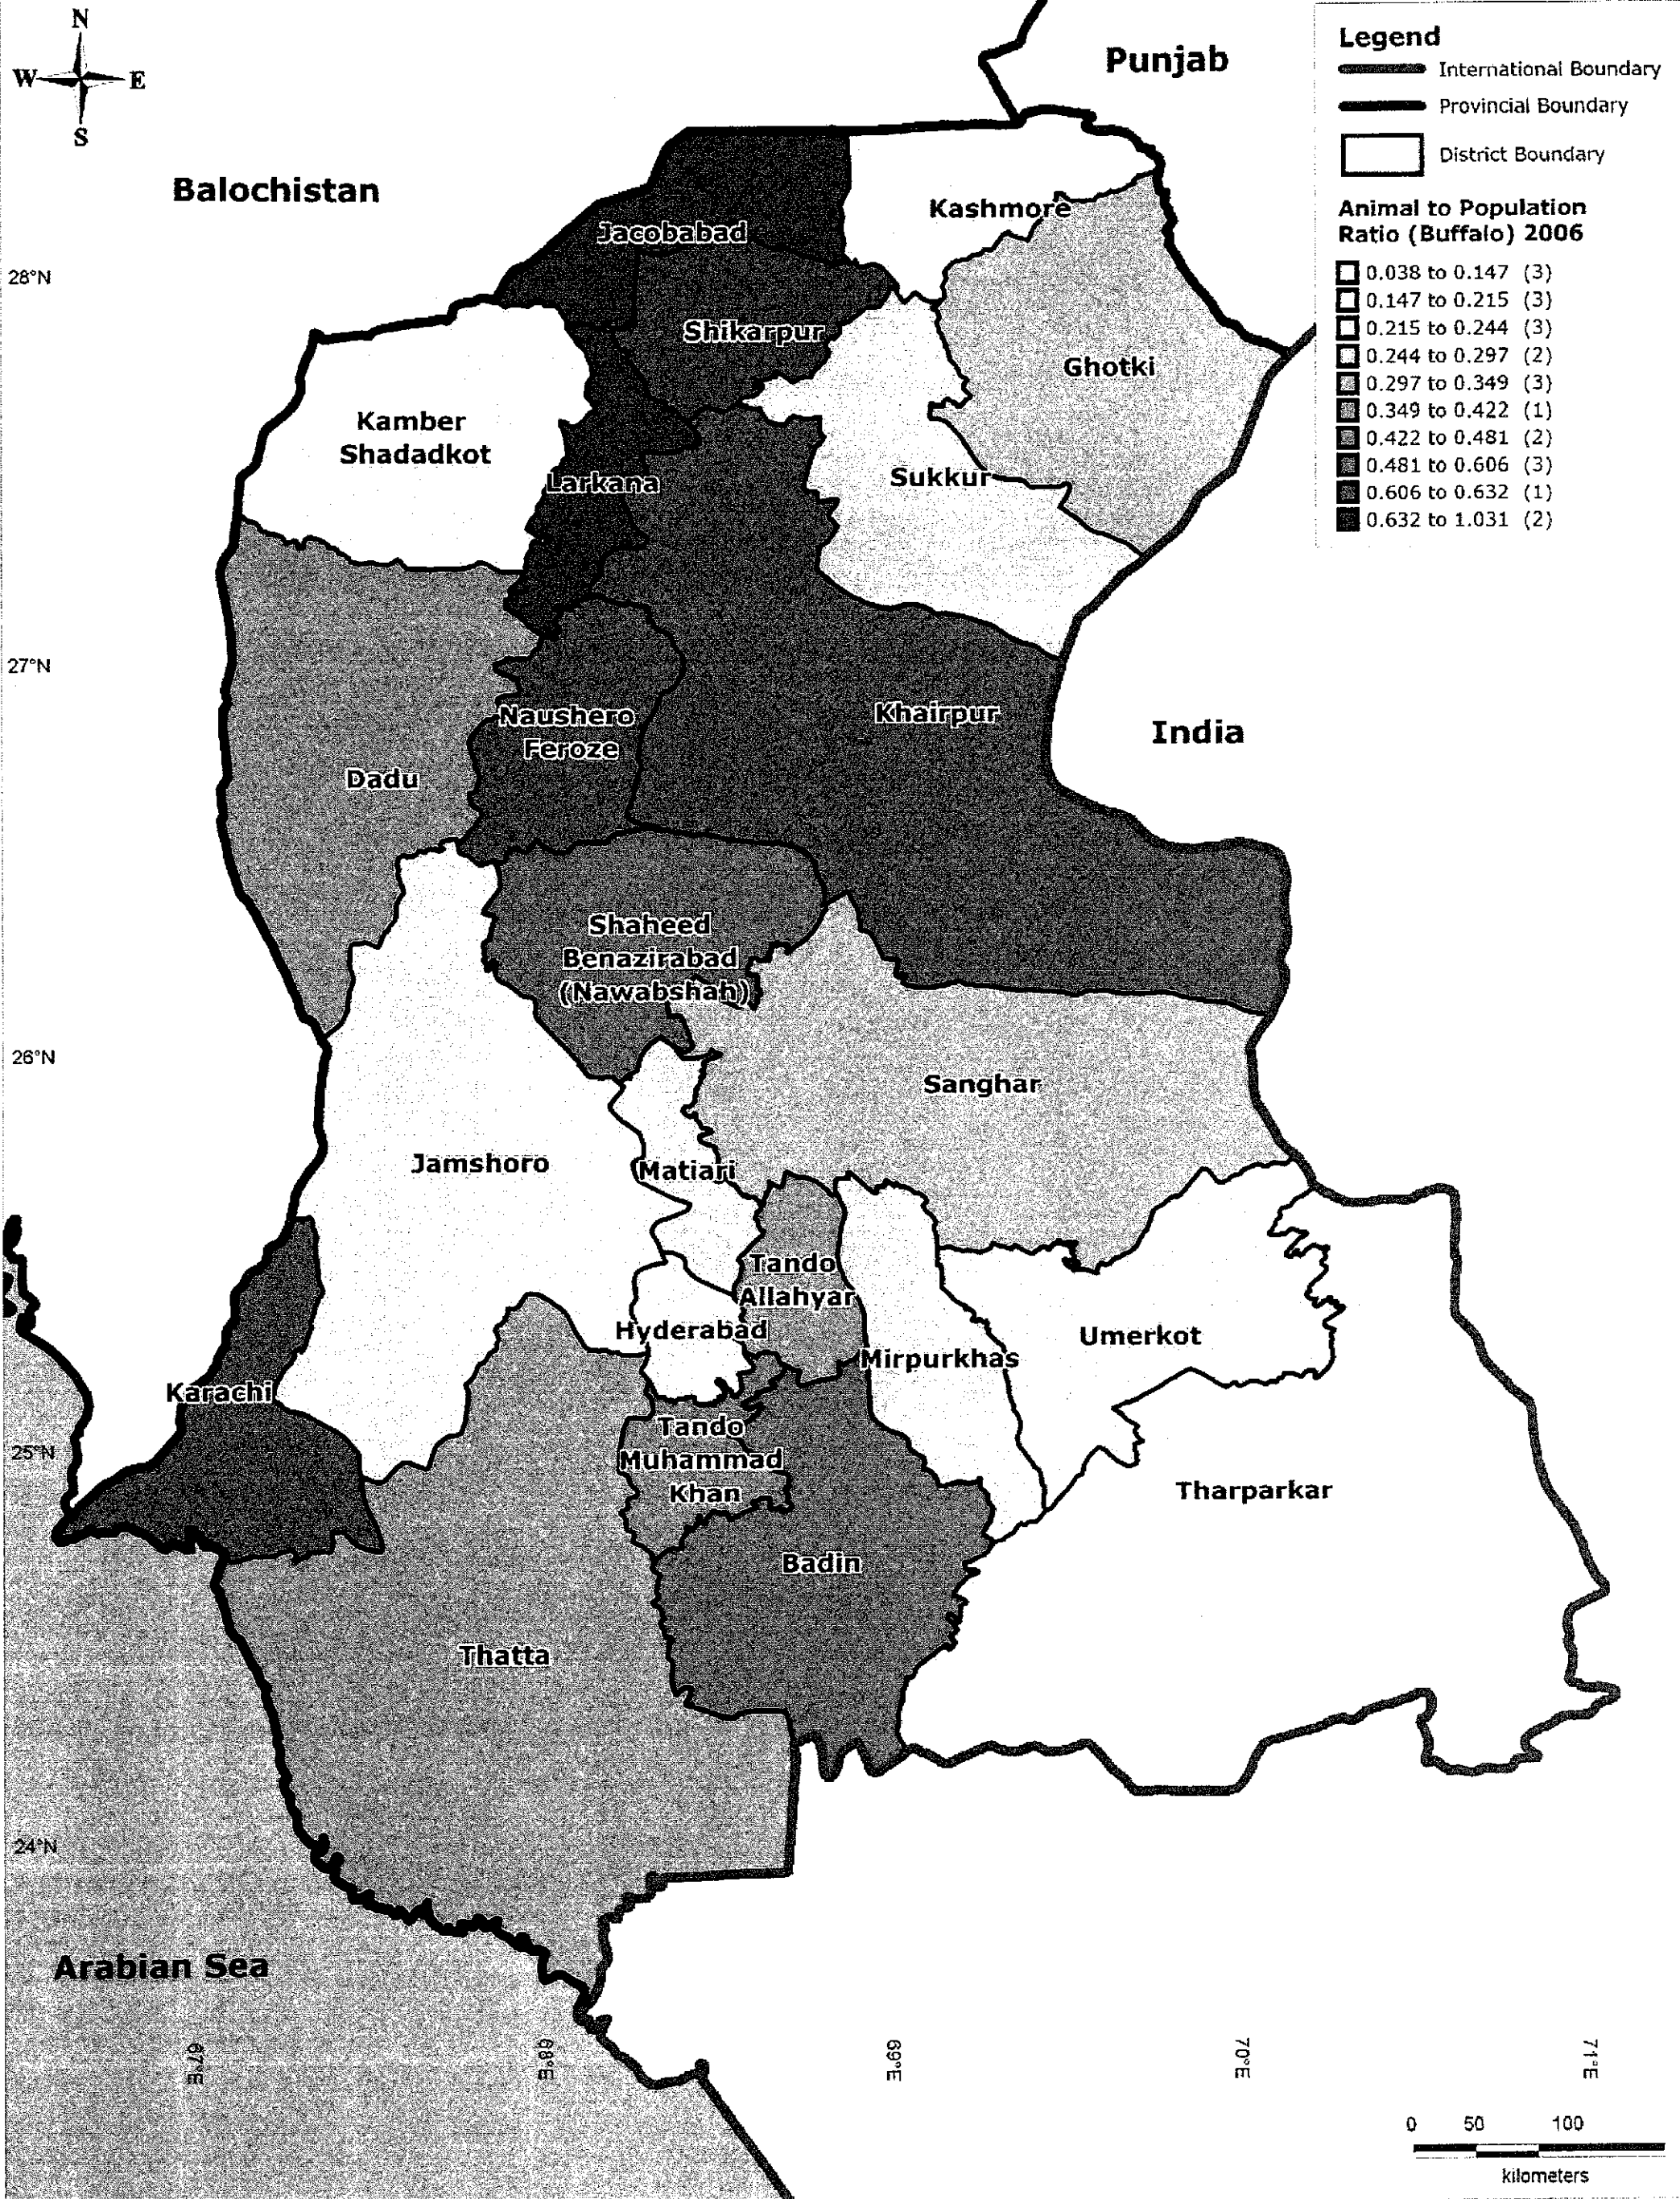 N
W E
S
Punjab
Balochistan
Legend
International Boundary
Provincial Boundary
District Boundary
Animal to Population
Ratio (Buffalo) 2006
0.038 to 0.147 (3)
0.147 to 0.215 (3)
0.215 to 0.244 (3)
0.244 to 0.297 (2)
0.297 to 0.349 (3)
0.349 to 0.422 (1)
0.422 to 0.481 (2)
0.481 to 0.606 (3)
0.606 to 0.632 (1)
0.632 to 1.031 (2)
Kashmore
Jacobabad
28°N
Shikarpur
Ghotki
Kamber
Shadadkot
Sukkur
Larkana
27°N
Naushero
Feroze
Khairpur
India
Dadu
Shaheed
Benazirabad
(Nawabshah)
26°N
Sanghar
Jamshoro
Matiari
Tando
Allahyar
Hyderabad
Umerkot
Mirpurkhas
Karachi
25°N
Tando
Muhammad
Khan
Tharparkar
Badin
Thatta
24°N
Arabian Sea
67°E
68°E
69°E
70°E
71°E
0 50 100
kilometers